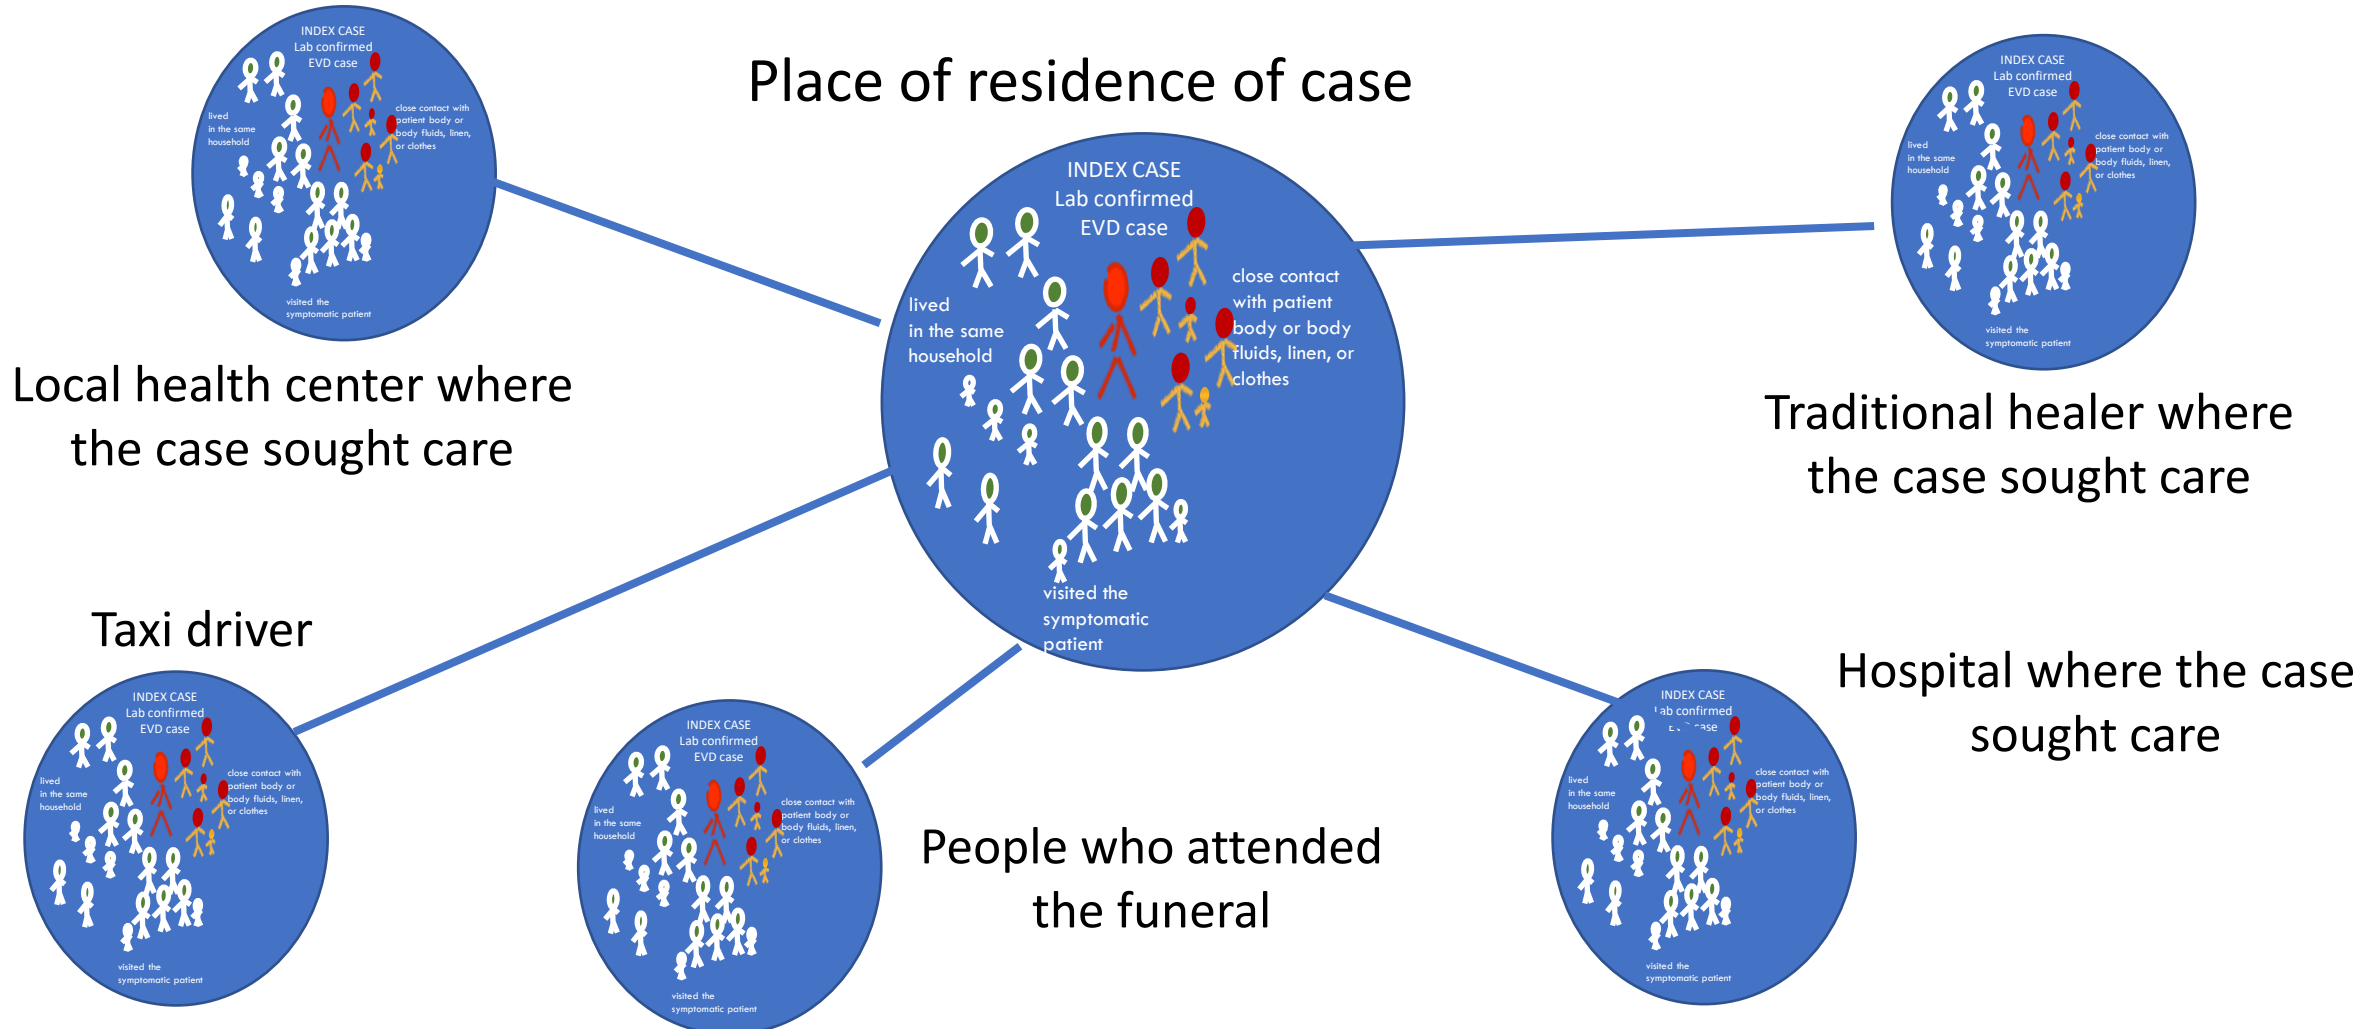 Place of residence of case
INDEX CASE
Lab confirmed
EVD case
lived
in the same
household
close contact with
patient body or
body fluids, linen,
or clothes
visited the
symptomatic patient
Local health center where
the case sought care
INDEX CASE
Lab confirmed
EVD case
lived
in the same
household
close contact
with patient
body or body
fluids, linen, or
clothes
visited the
symptomatic
patient
INDEX CASE
Lab confirmed
EVD case
lived
in the same
household
close contact with
patient body or
body fluids, linen,
or clothes
visited the
symptomatic patient
Traditional healer where
the case sought care
Taxi driver
INDEX CASE
Lab confirmed
EVD case
lived
in the same
household
close contact with
patient body or
body fluids, linen,
or clothes
visited the
symptomatic patient
INDEX CASE
Lab confirmed
EVD case
lived
in the same
household
close contact with
patient body or
body fluids, linen,
or clothes
visited the
symptomatic patient
People who attended
the funeral
INDEX CASE
Lab confirmed
EVD case
lived
in the same
household
close contact with
patient body or
body fluids, linen,
or clothes
visited the
symptomatic patient
Hospital where the case
sought care